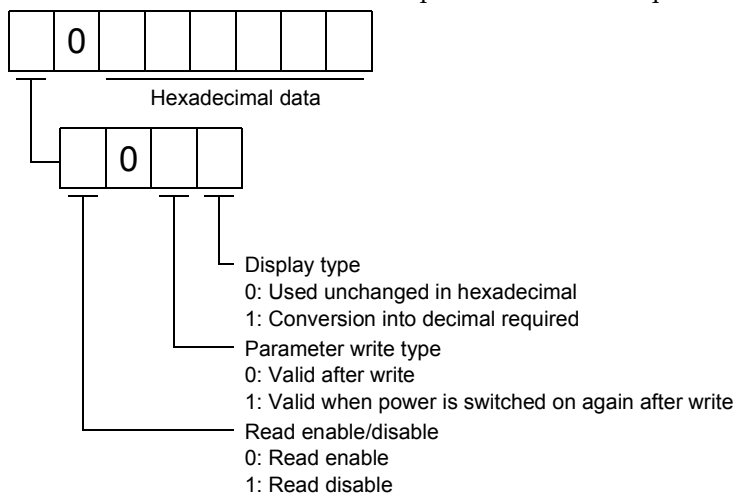 0
Hexadecimal data
0
Display type
0: Used unchanged in hexadecimal
1: Conversion into decimal required
Parameter write type
0: Valid after write
1: Valid when power is switched on again after write
Read enable/disable
0: Read enable
1: Read disable